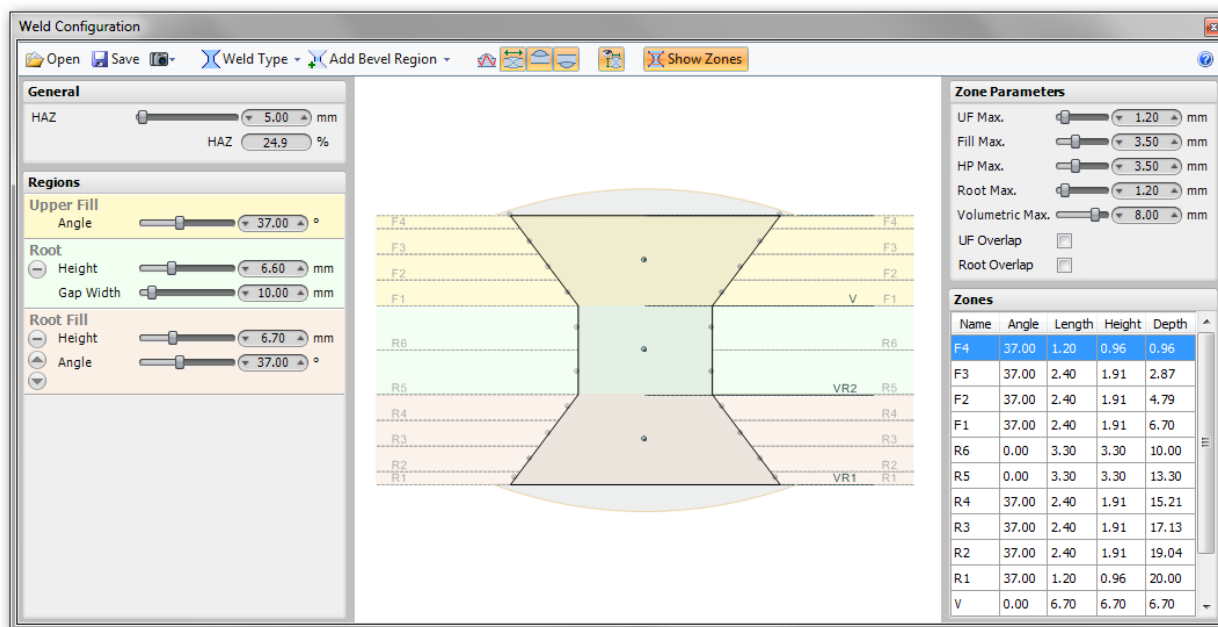 Weld Configuration
Open Save Weld Type Add Bevel Region Show Zones
General
HAZ 5.00 mm
HAZ 24.9 %
Regions
Upper Fill
Angle 37.00 °
Root
Height 6.60 mm
Gap Width 10.00 mm
Root Fill
Height 6.70 mm
Angle 37.00 °
F4 F4
F3 F3
F2 F2
F1 V F1
R6 R6
R5 VR2 R5
R4 R4
R3 R3
R2 R2
R1 VR1 R1
Zone Parameters
UF Max. 1.20 mm
Fill Max. 3.50 mm
HP Max. 3.50 mm
Root Max. 1.20 mm
Volumetric Max. 8.00 mm
UF Overlap
Root Overlap
Zones
Name Angle Length Height Depth
F4 37.00 1.20 0.96 0.96
F3 37.00 2.40 1.91 2.87
F2 37.00 2.40 1.91 4.79
F1 37.00 2.40 1.91 6.70
R6 0.00 3.30 3.30 10.00
R5 0.00 3.30 3.30 13.30
R4 37.00 2.40 1.91 15.21
R3 37.00 2.40 1.91 17.13
R2 37.00 2.40 1.91 19.04
R1 37.00 1.20 0.96 20.00
V 0.00 6.70 6.70 6.70